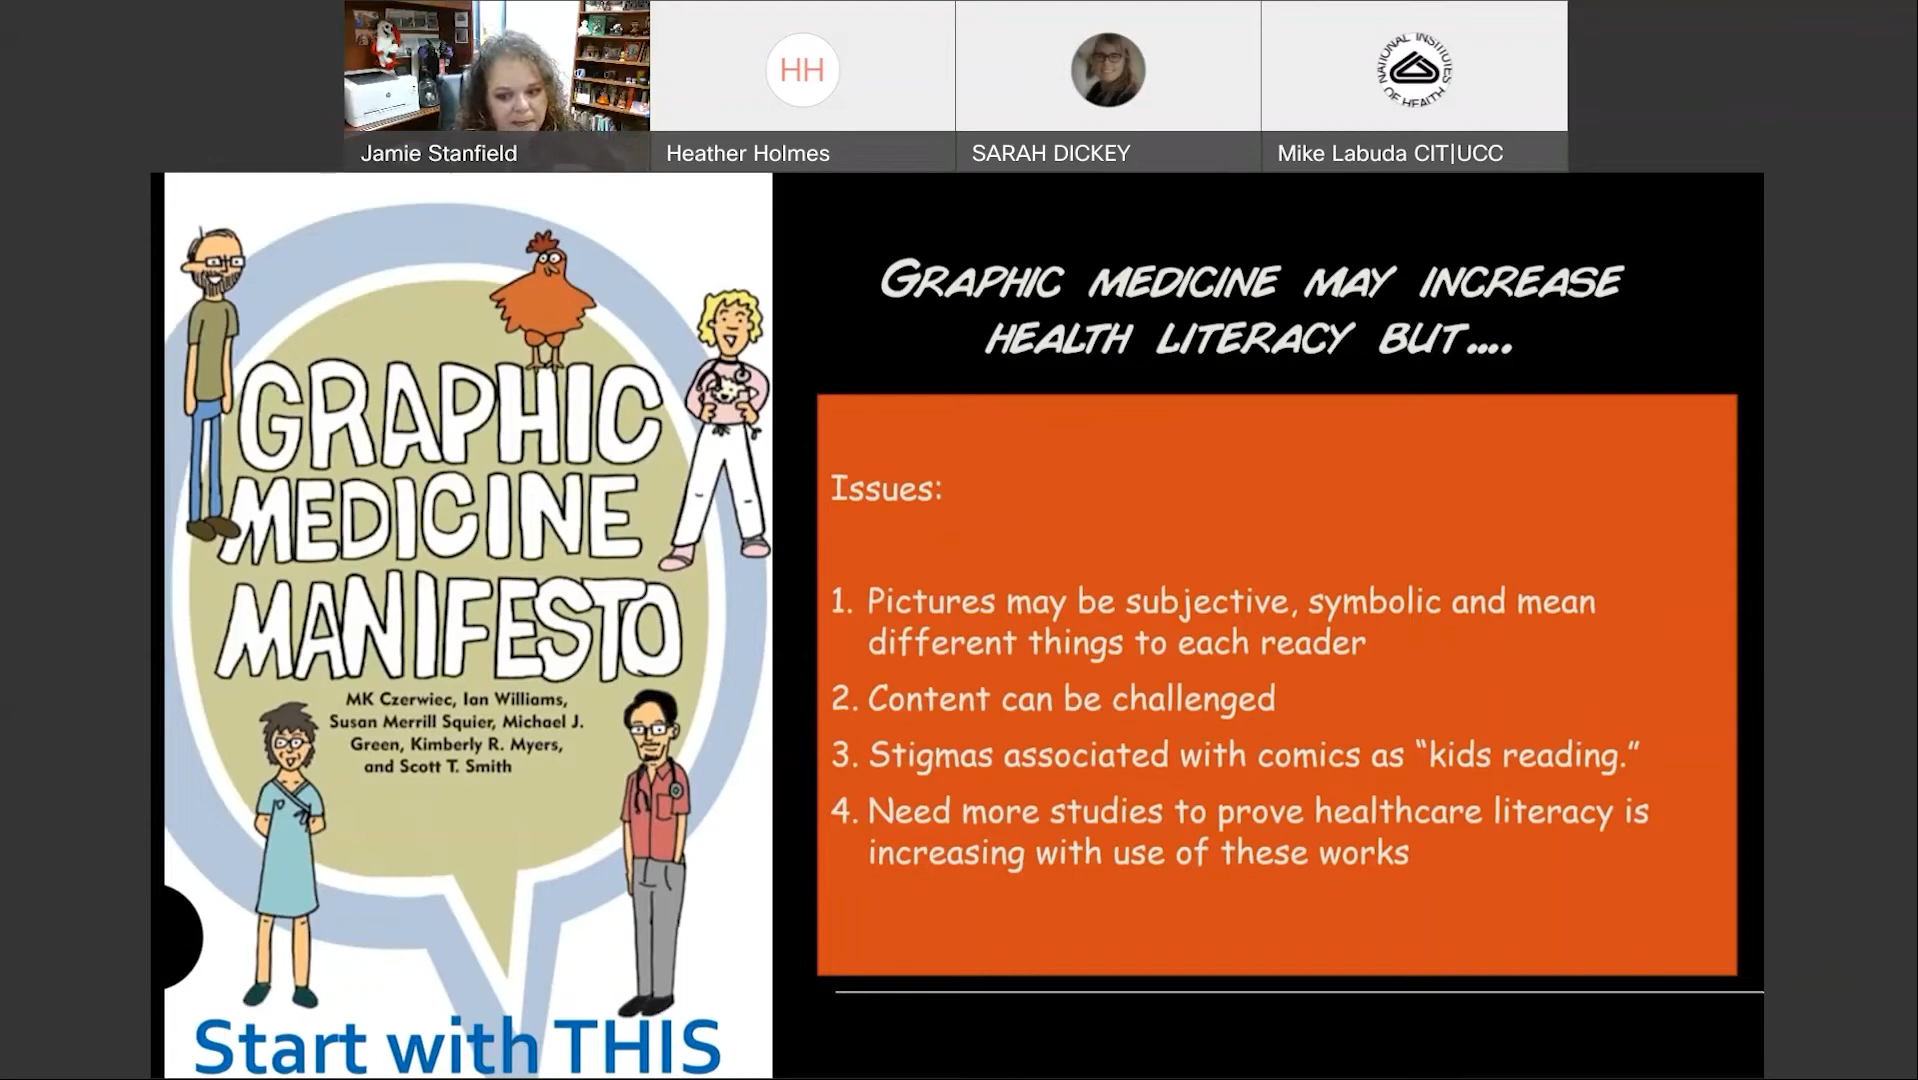 HH
NATIONAL INSTITUTES
OF HEALTH
Jamie Stanfield
Heather Holmes
SARAH DICKEY
Mike Labuda CIT|UCC
GRAPHIC
MEDICINE
MANIFESTO
MK Czerwiec, Ian Williams,
Susan Merrill Squier, Michael J.
Green, Kimberly R. Myers,
and Scott T. Smith
Start with THIS
GRAPHIC MEDICINE MAY INCREASE
HEALTH LITERACY BUT....
Issues:
1. Pictures may be subjective, symbolic and mean
different things to each reader
2. Content can be challenged
3. Stigmas associated with comics as “kids reading.”
4. Need more studies to prove healthcare literacy is
increasing with use of these works